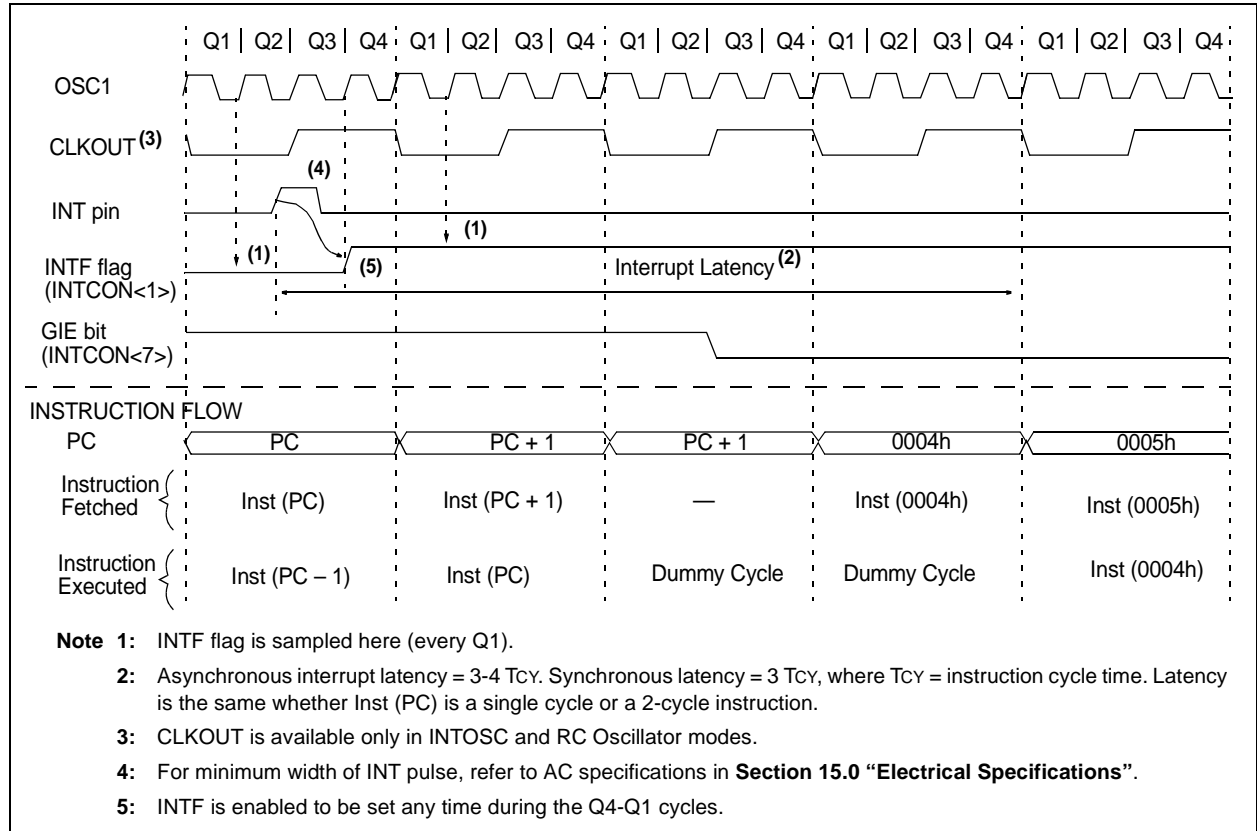 Q1 | Q2 | Q3 | Q4 Q1 | Q2 | Q3 | Q4 Q1 | Q2 | Q3 | Q4 Q1 | Q2 | Q3 | Q4 Q1 | Q2 | Q3 | Q4
OSC1
CLKOUT(3)
(4)
INT pin
(1)
(1)
INTF flag
(INTCON<1>)
(5)
Interrupt Latency(2)
GIE bit
(INTCON<7>)
INSTRUCTION FLOW
PC PC PC + 1 PC + 1 0004h 0005h
Instruction
Fetched
Inst (PC) Inst (PC + 1) — Inst (0004h) Inst (0005h)
Instruction
Executed
Inst (PC – 1) Inst (PC) Dummy Cycle Dummy Cycle Inst (0004h)
Note 1: INTF flag is sampled here (every Q1).
2: Asynchronous interrupt latency = 3-4 TCY. Synchronous latency = 3 TCY, where TCY = instruction cycle time. Latency
is the same whether Inst (PC) is a single cycle or a 2-cycle instruction.
3: CLKOUT is available only in INTOSC and RC Oscillator modes.
4: For minimum width of INT pulse, refer to AC specifications in Section 15.0 “Electrical Specifications”.
5: INTF is enabled to be set any time during the Q4-Q1 cycles.